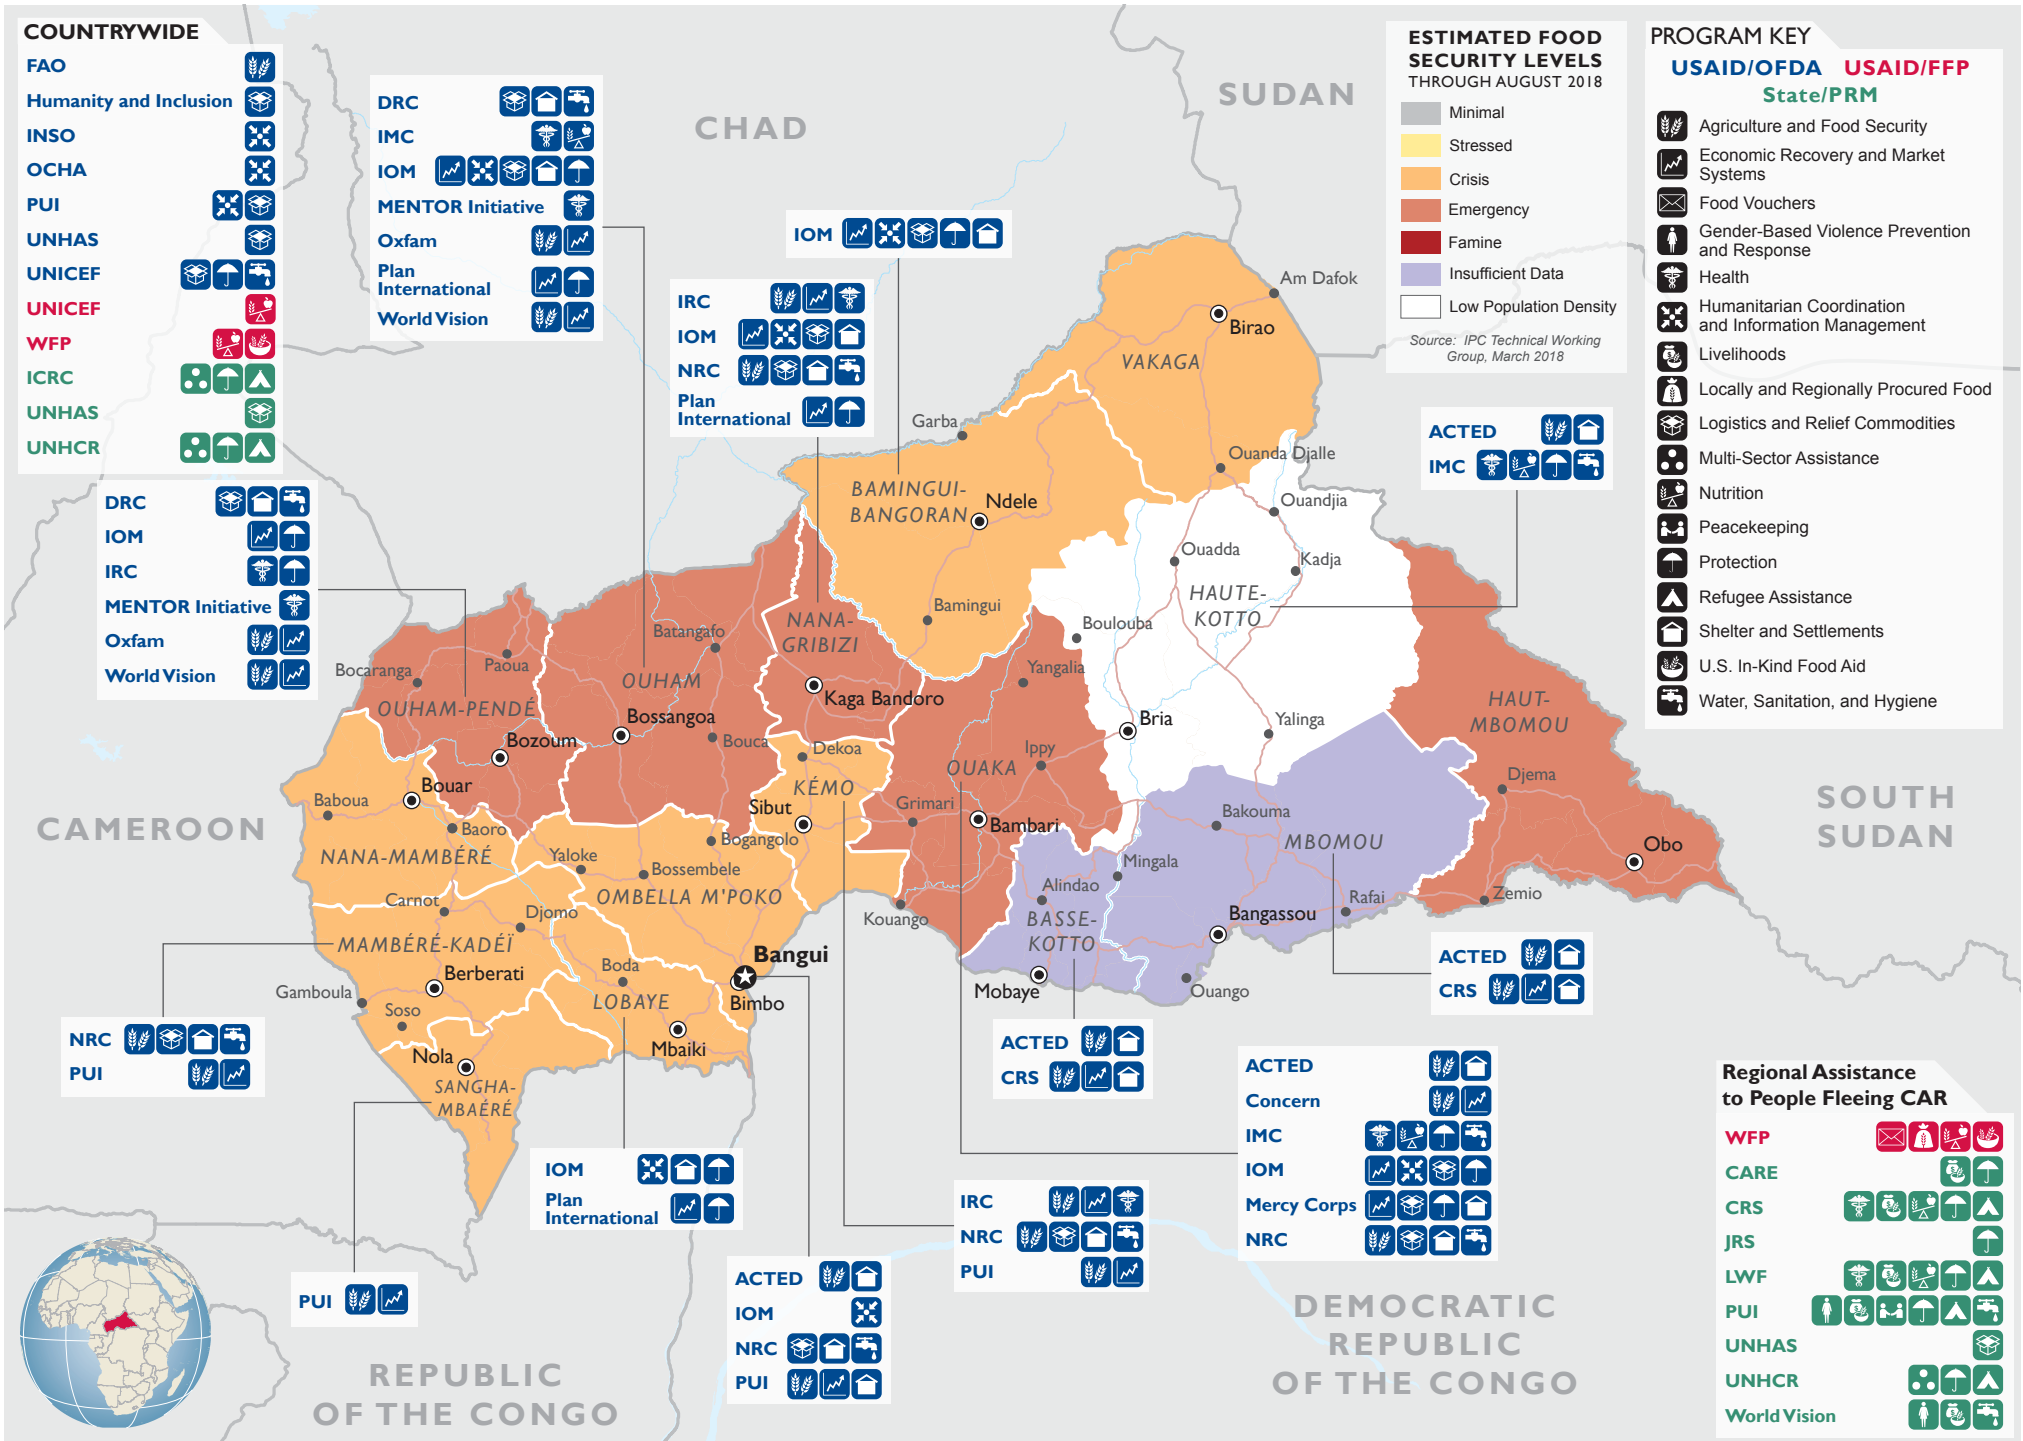 COUNTRYWIDE
FAO
Humanity and Inclusion
INSO
OCHA
PUI
UNHAS
UNICEF
UNICEF
WFP
ICRC
UNHAS
UNHCR
DRC
IMC
IOM
MENTOR Initiative
Oxfam
Plan
International
World Vision
DRC
IOM
IRC
MENTOR Initiative
Oxfam
World Vision
IOM
IRC
IOM
NRC
Plan
International
ESTIMATED FOOD
SECURITY LEVELS
THROUGH AUGUST 2018
Minimal
Stressed
Crisis
Emergency
Famine
Insufficient Data
Low Population Density
Source: IPC Technical Working
Group, March 2018
PROGRAM KEY
USAID/OFDA USAID/FFP
State/PRM
Agriculture and Food Security
Economic Recovery and Market
Systems
Food Vouchers
Gender-Based Violence Prevention
and Response
Health
Humanitarian Coordination
and Information Management
Livelihoods
Locally and Regionally Procured Food
Logistics and Relief Commodities
Multi-Sector Assistance
Nutrition
Peacekeeping
Protection
Refugee Assistance
Shelter and Settlements
U.S. In-Kind Food Aid
Water, Sanitation, and Hygiene
ACTED
IMC
SUDAN
CHAD
CAMEROON
SOUTH
SUDAN
REPUBLIC
OF THE CONGO
DEMOCRATIC
REPUBLIC
OF THE CONGO
Am Dafok
Birao
VAKAGA
Garba
Ouanda Djalle
BAMINGUI-
BANGORAN
Ndele
Ouandjia
Ouadda
Kadja
HAUTE-
KOTTO
Bamingui
Boulouba
NANA-
GRIBIZI
Batangafo
Paoua
Bocaranga
OUHAM
Yangalia
Kaga Bandoro
OUHAM-PENDÉ
Bossangoa
Bria
Yalinga
HAUT-
MBOMOU
Bozoum
Bouca
Dekoa
Ippy
OUAKA
Djema
Bouar
KÉMO
Baboua
Sibut
Grimari
Bambari
Bakouma
Baoro
Bogangolo
MBOMOU
Obo
NANA-MAMBÉRÉ
Yaloke
Bossembele
Mingala
OMBELLA M'POKO
Alindao
Rafai
Zemio
Carnot
Djomo
Kouango
BASSE-
KOTTO
Bangassou
MAMBÉRÉ-KADÉÏ
Bangui
Berberati
Boda
Gamboula
LOBAYE
Bimbo
Mobaye
Ouango
Soso
Mbaiki
Nola
SANGHA-
MBAÉRÉ
NRC
PUI
PUI
IOM
Plan
International
ACTED
IOM
NRC
PUI
IRC
NRC
PUI
ACTED
CRS
ACTED
CRS
ACTED
Concern
IMC
IOM
Mercy Corps
NRC
Regional Assistance
to People Fleeing CAR
WFP
CARE
CRS
JRS
LWF
PUI
UNHAS
UNHCR
World Vision